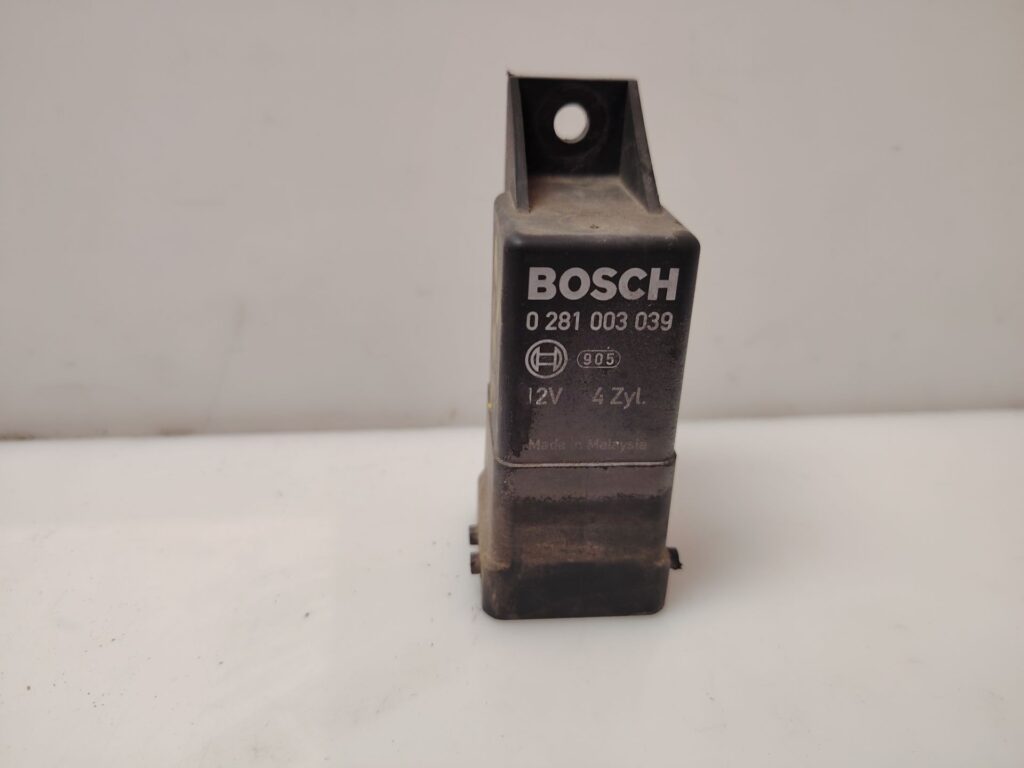 BOSCH
0 281 003 039
905
12V 4 Zyl.
Made in Malaysia